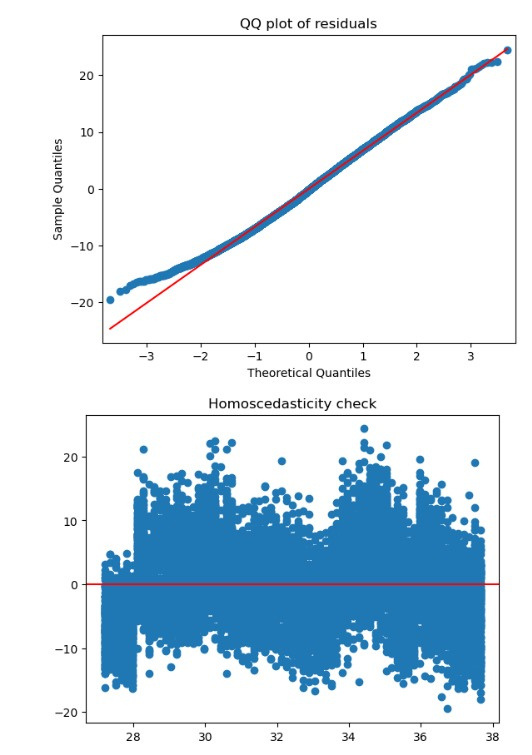 QQ plot of residuals
20
10
0
−10
−20
Sample Quantiles
−3 −2 −1 0 1 2 3
Theoretical Quantiles
Homoscedasticity check
20
10
0
−10
−20
28 30 32 34 36 38